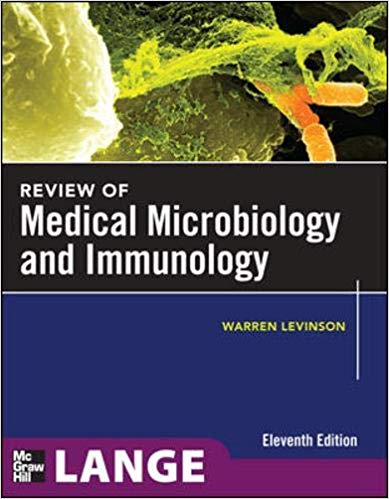 REVIEW OF
Medical Microbiology
and Immunology
WARREN LEVINSON
Eleventh Edition
Mc
Graw
Hill
LANGE